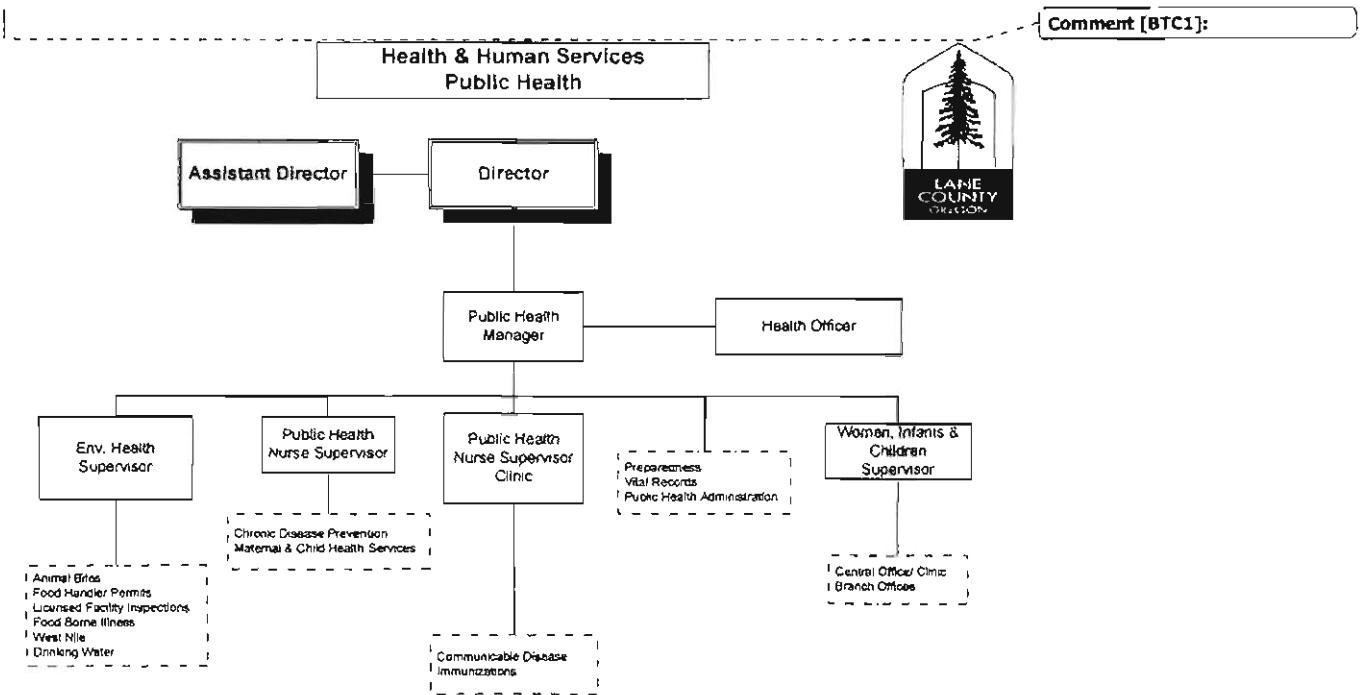 Comment [BTC1]:
Health & Human Services
Public Health
LANE
COUNTY
OREGON
Assistant Director
Director
Public Health
Manager
Health Officer
Env. Health
Supervisor
Public Health
Nurse Supervisor
Public Health
Nurse Supervisor
Clinic
Preparedness
Vital Records
Public Health Administration
Women, Infants &
Children
Supervisor
Chronic Disease Prevention
Maternal & Child Health Services
Animal Bites
Food Handler Permits
Licensed Facility Inspections
Food Borne Illness
West Nile
Drinking Water
Communicable Disease
Immunizations
Central Office/ Clinic
Branch Offices